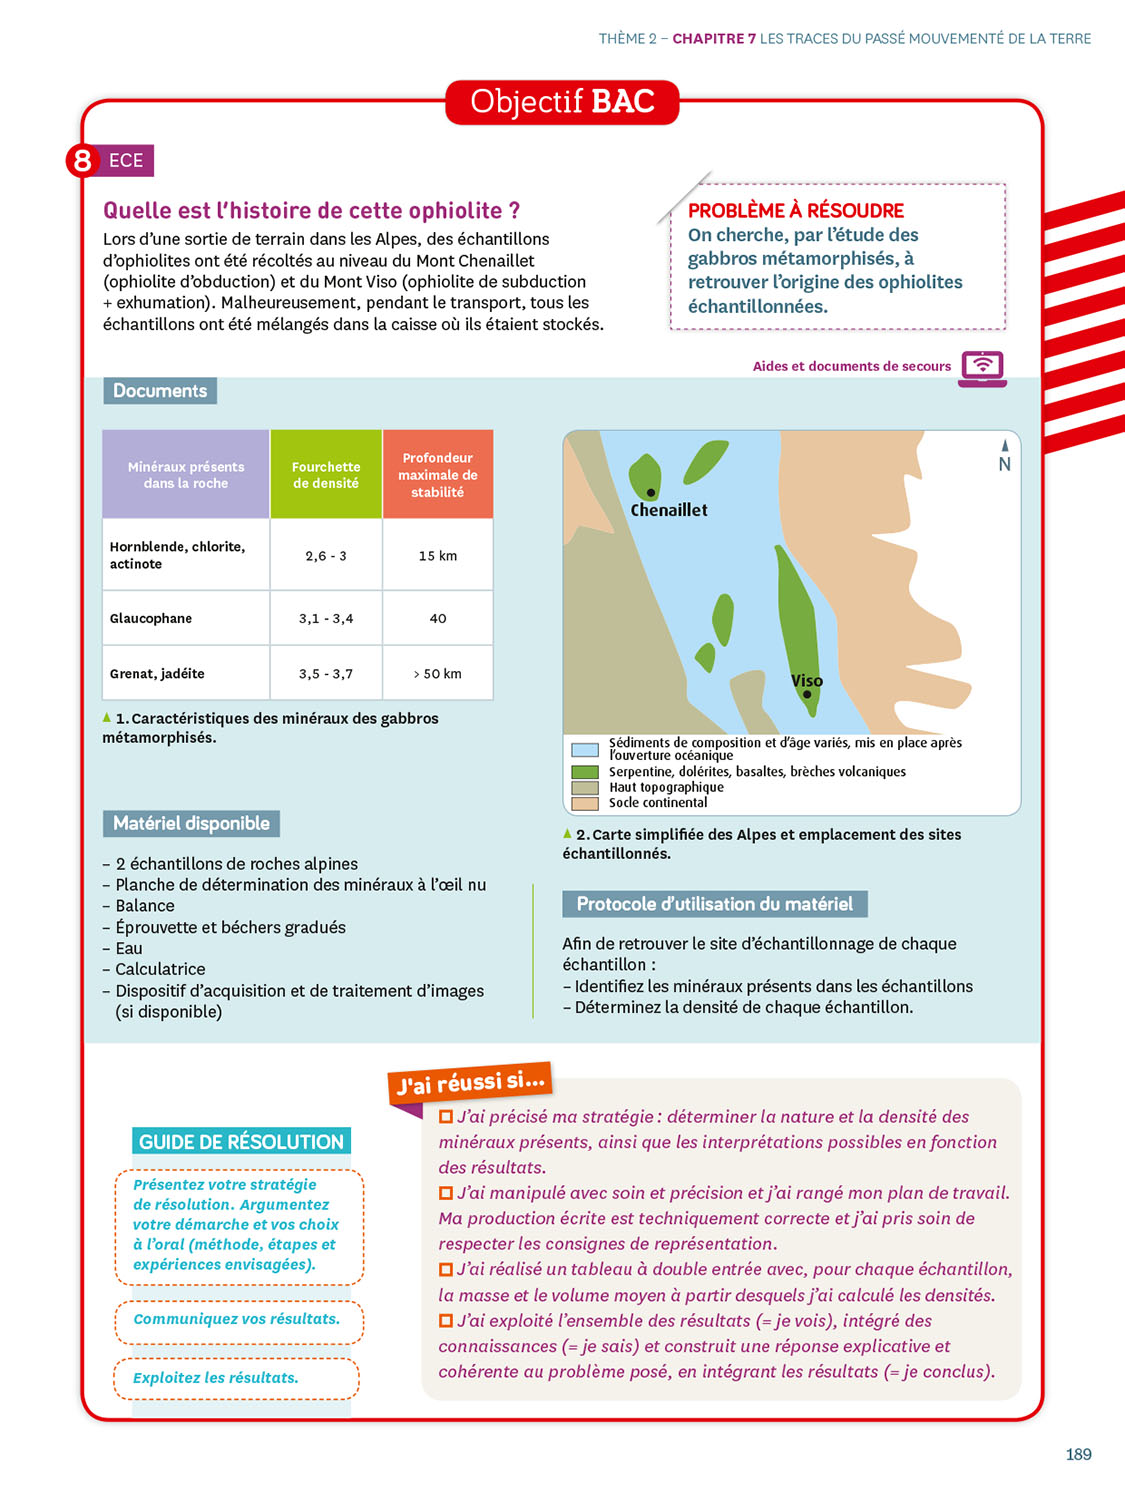 THÈME 2 – CHAPITRE 7 LES TRACES DU PASSÉ MOUVEMENTÉ DE LA TERRE
Objectif BAC
8 ECE
Quelle est l'histoire de cette ophiolite ?
Lors d'une sortie de terrain dans les Alpes, des échantillons
d'ophiolites ont été récoltés au niveau du Mont Chenaillet
(ophiolite d'obduction) et du Mont Viso (ophiolite de subduction
+ exhumation). Malheureusement, pendant le transport, tous les
échantillons ont été mélangés dans la caisse où ils étaient stockés.
PROBLÈME À RÉSOUDRE
On cherche, par l'étude des
gabbros métamorphisés, à
retrouver l'origine des ophiolites
échantillonnées.
Aides et documents de secours
Documents
Minéraux présents
dans la roche
Fourchette
de densité
Profondeur
maximale de
stabilité
Hornblende, chlorite,
actinote
2,6 - 3
15 km
Glaucophane
3,1 - 3,4
40
Grenat, jadéite
3,5 - 3,7
> 50 km
1. Caractéristiques des minéraux des gabbros
métamorphisés.
N
Chenaillet
Viso
Sédiments de composition et d'âge variés, mis en place après
l'ouverture océanique
Serpentine, dolérites, basaltes, brèches volcaniques
Haut topographique
Socle continental
2. Carte simplifiée des Alpes et emplacement des sites
échantillonnés.
Matériel disponible
– 2 échantillons de roches alpines
– Planche de détermination des minéraux à l'œil nu
– Balance
– Éprouvette et béchers gradués
– Eau
– Calculatrice
– Dispositif d'acquisition et de traitement d'images
(si disponible)
Protocole d'utilisation du matériel
Afin de retrouver le site d'échantillonnage de chaque
échantillon :
– Identifiez les minéraux présents dans les échantillons
– Déterminez la densité de chaque échantillon.
GUIDE DE RÉSOLUTION
Présentez votre stratégie
de résolution. Argumentez
votre démarche et vos choix
à l'oral (méthode, étapes et
expériences envisagées).
Communiquez vos résultats.
Exploitez les résultats.
J'ai réussi si...
J'ai précisé ma stratégie : déterminer la nature et la densité des
minéraux présents, ainsi que les interprétations possibles en fonction
des résultats.
J'ai manipulé avec soin et précision et j'ai rangé mon plan de travail.
Ma production écrite est techniquement correcte et j'ai pris soin de
respecter les consignes de représentation.
J'ai réalisé un tableau à double entrée avec, pour chaque échantillon,
la masse et le volume moyen à partir desquels j'ai calculé les densités.
J'ai exploité l'ensemble des résultats (= je vois), intégré des
connaissances (= je sais) et construit une réponse explicative et
cohérente au problème posé, en intégrant les résultats (= je conclus).
189